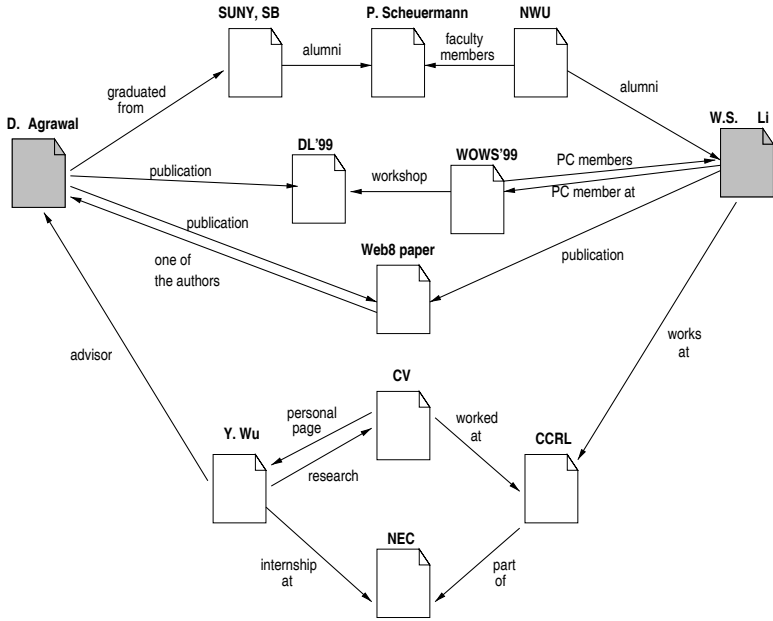 SUNY, SB
P. Scheuermann
NWU
alumni
faculty
members
graduated
from
alumni
D. Agrawal
W.S. Li
DL'99
WOWS'99
PC members
publication
workshop
PC member at
publication
Web8 paper
publication
one of
the authors
advisor
works
at
CV
personal
page
worked
at
Y. Wu
CCRL
research
NEC
internship
at
part
of